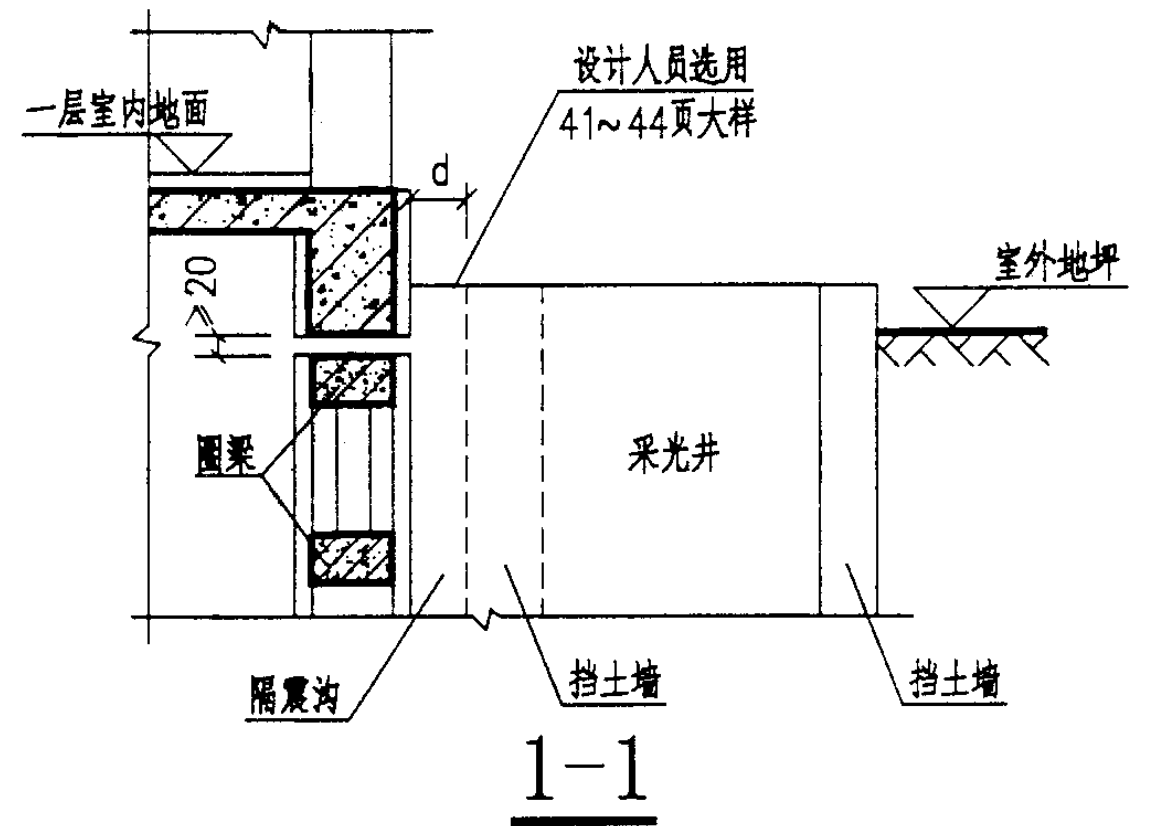 设计人员选用
41~44页大样
一层室内地面
d
室外地坪
≥20
圈梁
采光井
隔震沟
挡土墙
挡土墙
1-1